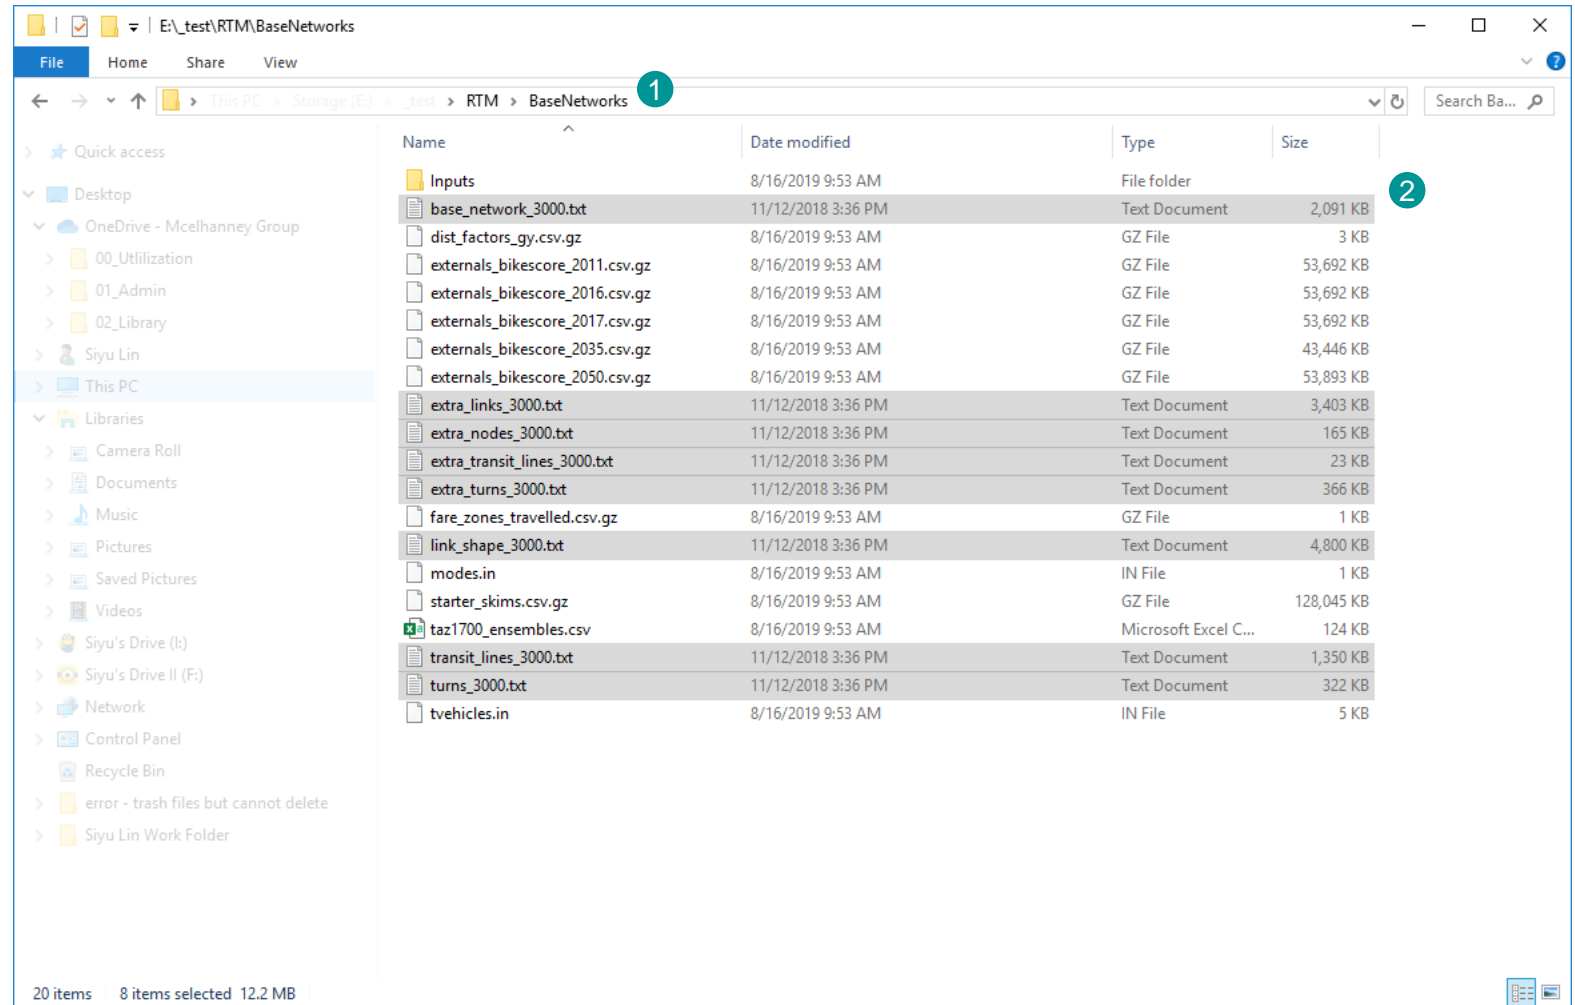 E:\_test\RTM\BaseNetworks
File Home Share View
This PC Storage (E:) _test RTM BaseNetworks 1 Search Ba...
Name Date modified Type Size
Quick access
Desktop
OneDrive - Mcelhanney Group
00_Utlilization
01_Admin
02_Library
Siyu Lin
This PC
Libraries
Camera Roll
Documents
Music
Pictures
Saved Pictures
Videos
Siyu's Drive (I:)
Siyu's Drive II (F:)
Network
Control Panel
Recycle Bin
error - trash files but cannot delete
Siyu Lin Work Folder
Inputs 8/16/2019 9:53 AM File folder
2
base_network_3000.txt 11/12/2018 3:36 PM Text Document 2,091 KB
dist_factors_gy.csv.gz 8/16/2019 9:53 AM GZ File 3 KB
externals_bikescore_2011.csv.gz 8/16/2019 9:53 AM GZ File 53,692 KB
externals_bikescore_2016.csv.gz 8/16/2019 9:53 AM GZ File 53,692 KB
externals_bikescore_2017.csv.gz 8/16/2019 9:53 AM GZ File 53,692 KB
externals_bikescore_2035.csv.gz 8/16/2019 9:53 AM GZ File 43,446 KB
externals_bikescore_2050.csv.gz 8/16/2019 9:53 AM GZ File 53,893 KB
extra_links_3000.txt 11/12/2018 3:36 PM Text Document 3,403 KB
extra_nodes_3000.txt 11/12/2018 3:36 PM Text Document 165 KB
extra_transit_lines_3000.txt 11/12/2018 3:36 PM Text Document 23 KB
extra_turns_3000.txt 11/12/2018 3:36 PM Text Document 366 KB
fare_zones_travelled.csv.gz 8/16/2019 9:53 AM GZ File 1 KB
link_shape_3000.txt 11/12/2018 3:36 PM Text Document 4,800 KB
modes.in 8/16/2019 9:53 AM IN File 1 KB
starter_skims.csv.gz 8/16/2019 9:53 AM GZ File 128,045 KB
taz1700_ensembles.csv 8/16/2019 9:53 AM Microsoft Excel C... 124 KB
transit_lines_3000.txt 11/12/2018 3:36 PM Text Document 1,350 KB
turns_3000.txt 11/12/2018 3:36 PM Text Document 322 KB
tvehicles.in 8/16/2019 9:53 AM IN File 5 KB
20 items 8 items selected 12.2 MB